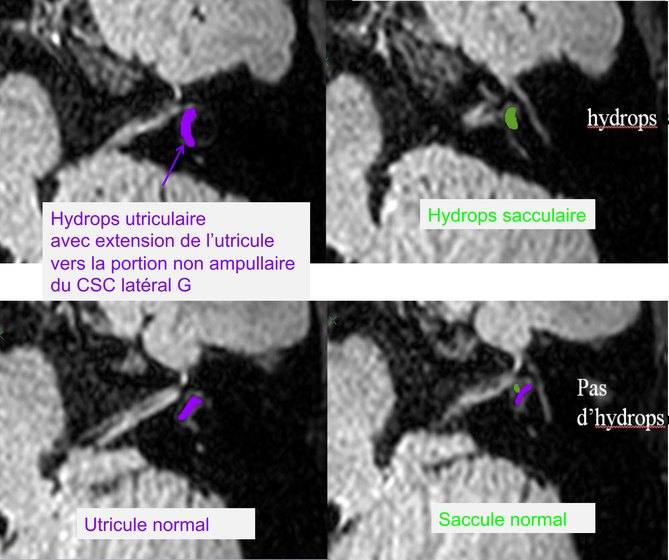 hydrops
Hydrops utriculaire
avec extension de l'utricule
vers la portion non ampullaire
du CSC latéral G
Hydrops sacculaire
Pas
d'hydrops
Utricule normal
Saccule normal